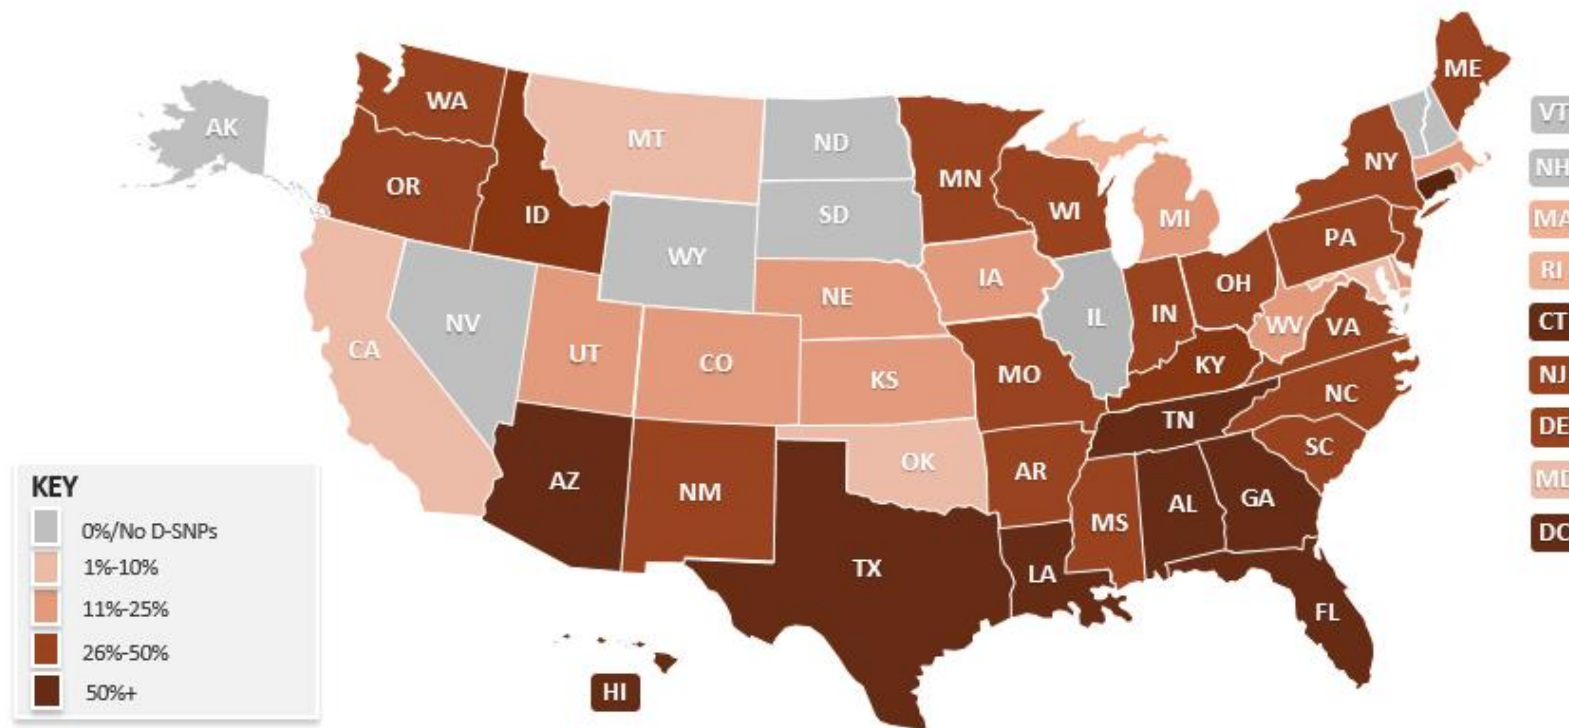 ME
WA
AK
VT
MT
ND
NY
NH
MN
OR
WI
ID
SD
MI
MA
PA
WY
RI
IA
OH
NE
CT
IL
IN
NV
WV
VA
CA
UT
CO
KY
NJ
KS
MO
NC
TN
DE
SC
OK
AR
KEY
AZ
MD
NM
GA
AL
MS
0%/No D-SNPs
DC
1%-10%
TX
LA
11%-25%
FL
26%-50%
50%+
HI